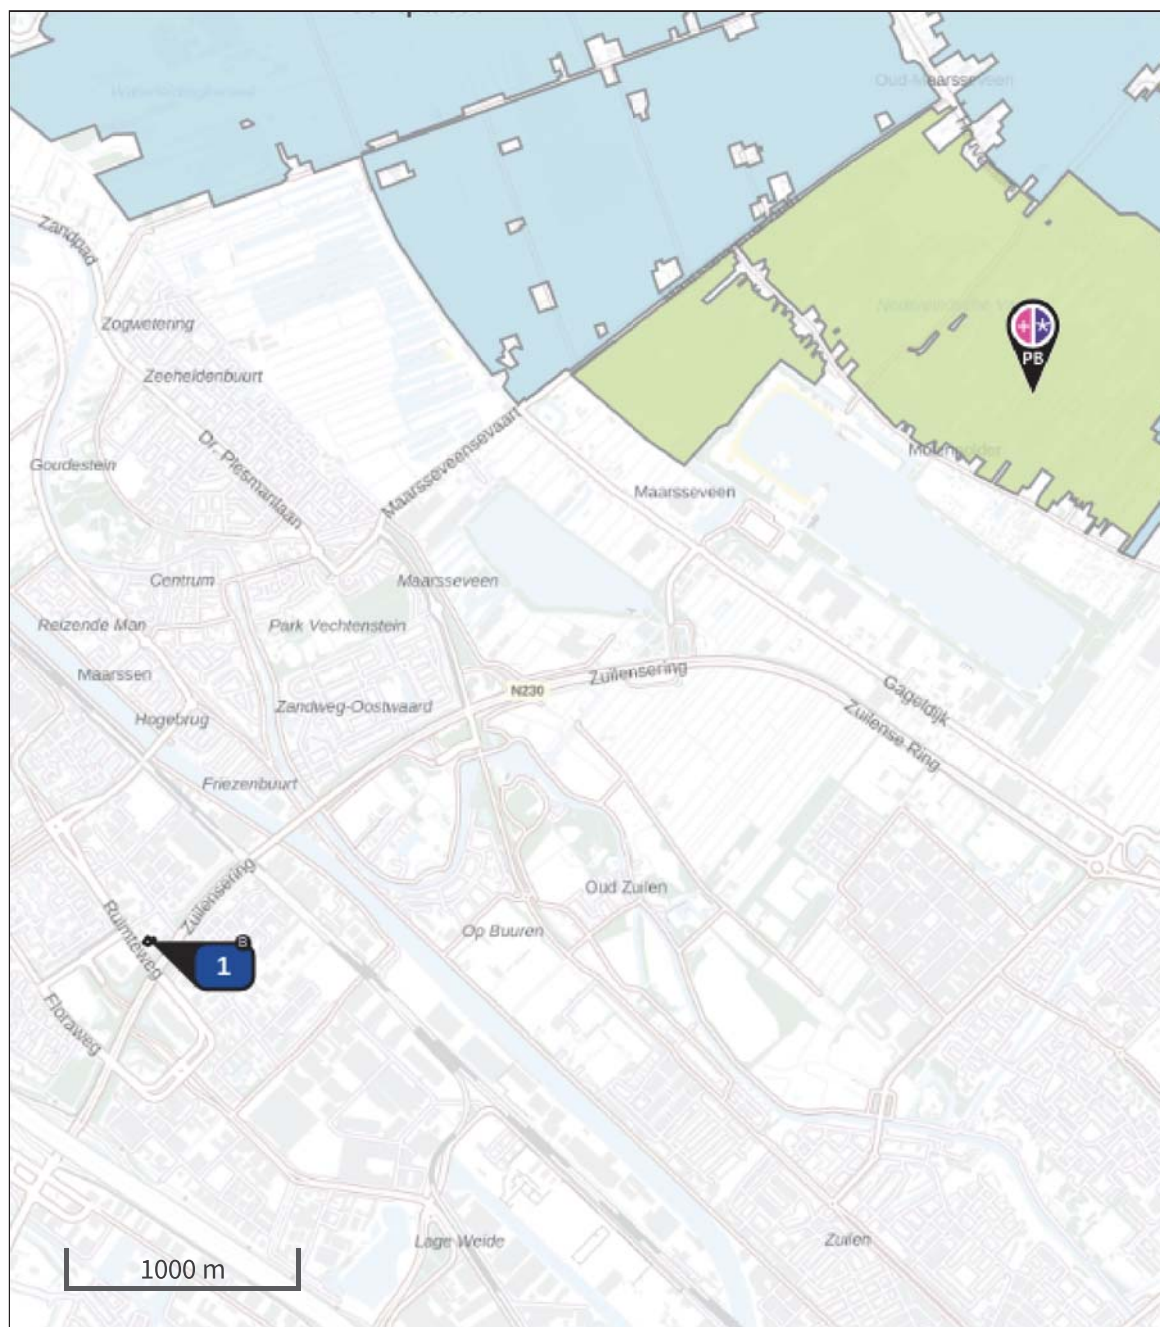 Oud-Maarsseveen
Zandpad
Zogwetering
PB
Zeeheldenbuurt
Maarsseveensevaart
Dr. Plesmanlaan
Goudestein
Molenpolder
Maarsseveen
Centrum
Maarsseveen
Reizende Man
Park Vechtenstein
Maarssen
Zuilensering
N230
Gageldijk
Zandweg-Oostwaard
Hogebrug
Zuilense Ring
Friezenbuurt
Zuilensering
Oud Zuilen
Ruimteweg
Op Buuren
B
1
Floraweg
Lage Weide
Zuilen
1000 m